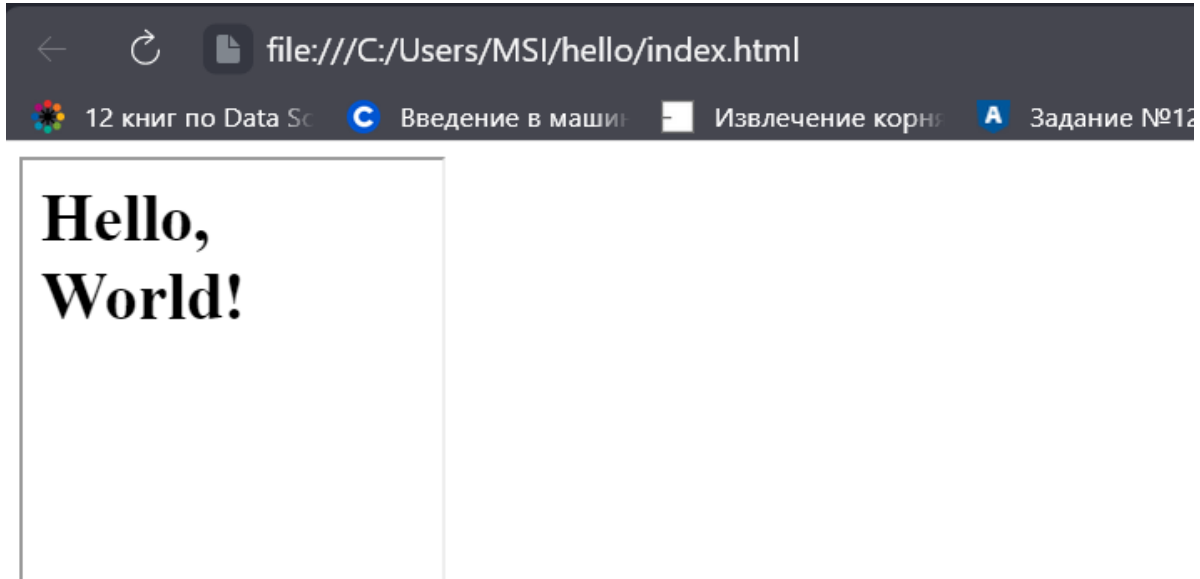 file:///C:/Users/MSI/hello/index.html
12 книг по Data Sc Введение в машин Извлечение корня Задание №12
Hello,
World!